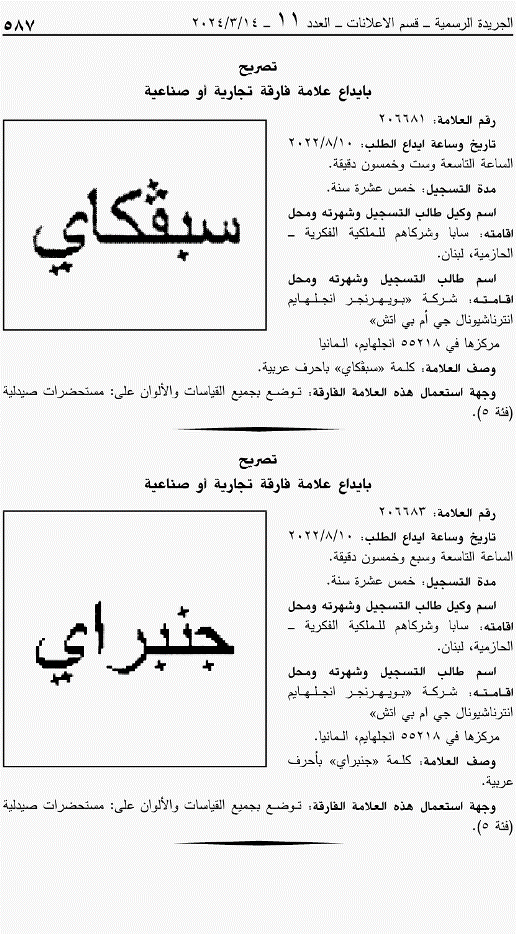 الجريدة الرسمية ــ قسم الاعلانات ــ العدد ١١ ــ ٢٠٢٤/٣/١٤
٥٨٧
تصريح
بايداع علامة فارقة تجارية أو صناعية
رقم العلامة: ٢٠٦٦٨١
تاريخ وساعة ايداع الطلب: ٢٠٢٢/٨/١٠
الساعة التاسعة وست وخمسون دقيقة.
مدة التسجيل: خمس عشرة سنة.
اسم وكيل طالب التسجيل وشهرته ومحل
اقامته: سابا وشركاهم للملكية الفكرية ــ
الحازمية، لبنان.
اسم طالب التسجيل وشهرته ومحل
اقامته: شركة «بويهرنجر انجلهايم
انترناشيونال جي أم بي اتش»
مركزها في ٥٥٢١٨ انجلهايم، المانيا
سبڤكاي
وصف العلامة: كلمة «سبڤكاي» باحرف عربية.
وجهة استعمال هذه العلامة الفارقة: توضع بجميع القياسات والألوان على: مستحضرات صيدلية
(فئة ٥).
تصريح
بايداع علامة فارقة تجارية أو صناعية
رقم العلامة: ٢٠٦٦٨٣
تاريخ وساعة ايداع الطلب: ٢٠٢٢/٨/١٠
الساعة التاسعة وسبع وخمسون دقيقة.
مدة التسجيل: خمس عشرة سنة.
اسم وكيل طالب التسجيل وشهرته ومحل
اقامته: سابا وشركاهم للملكية الفكرية ــ
الحازمية، لبنان.
اسم طالب التسجيل وشهرته ومحل
اقامته: شركة «بويهرنجر انجلهايم
انترناشيونال جي ام بي اتش»
مركزها في ٥٥٢١٨ انجلهايم، المانيا.
جنبراي
وصف العلامة: كلمة «جنبراي» بأحرف
عربية.
وجهة استعمال هذه العلامة الفارقة: توضع بجميع القياسات والألوان على: مستحضرات صيدلية
(فئة ٥).